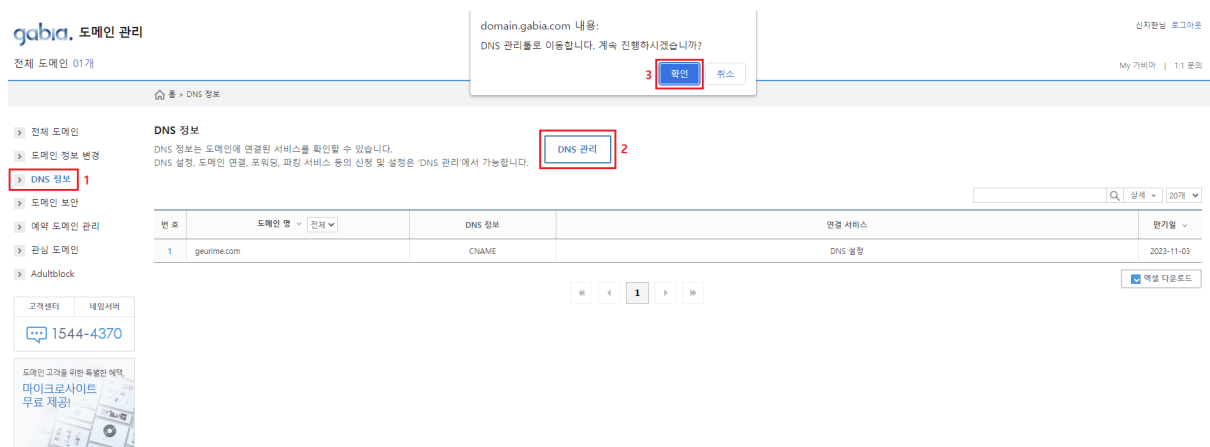 gabia. 도메인 관리
전체 도메인 01개
domain.gabia.com 내용:
DNS 관리툴로 이동합니다. 계속 진행하시겠습니까?
3 확인 취소
신지한님 로그아웃
My 가비아 | 1:1 문의
홈 > DNS 정보
전체 도메인
도메인 정보 변경
DNS 정보 1
도메인 보안
예약 도메인 관리
관심 도메인
Adultblock
고객센터 네임서버
1544-4370
도메인 고객을 위한 특별한 혜택,
마이크로사이트
무료 제공!
DNS 정보
DNS 정보는 도메인에 연결된 서비스를 확인할 수 있습니다.
DNS 설정, 도메인 연결, 포워딩, 파킹 서비스 등의 신청 및 설정은 'DNS 관리'에서 가능합니다.
DNS 관리 2
상세 20개
번호 도메인 명 전체 DNS 정보 연결 서비스 만기일
1 geurime.com CNAME DNS 설정 2023-11-03
1
엑셀 다운로드